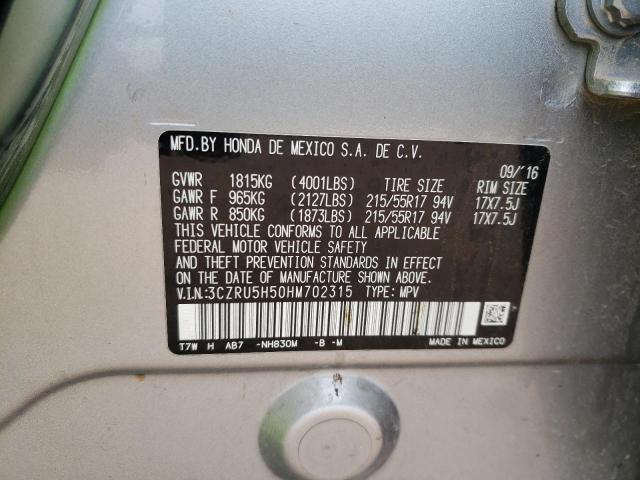 MFD.BY HONDA DE MEXICO S.A. DE C.V.
09/'16
GVWR 1815KG (4001LBS) TIRE SIZE RIM SIZE
GAWR F 965KG (2127LBS) 215/55R17 94V 17X7.5J
GAWR R 850KG (1873LBS) 215/55R17 94V 17X7.5J
THIS VEHICLE CONFORMS TO ALL APPLICABLE
FEDERAL MOTOR VEHICLE SAFETY
AND THEFT PREVENTION STANDARDS IN EFFECT
ON THE DATE OF MANUFACTURE SHOWN ABOVE.
V.I.N.:3CZRU5H50HM702315 TYPE: MPV
T7W H AB7 -NH830M -B -M MADE IN MEXICO